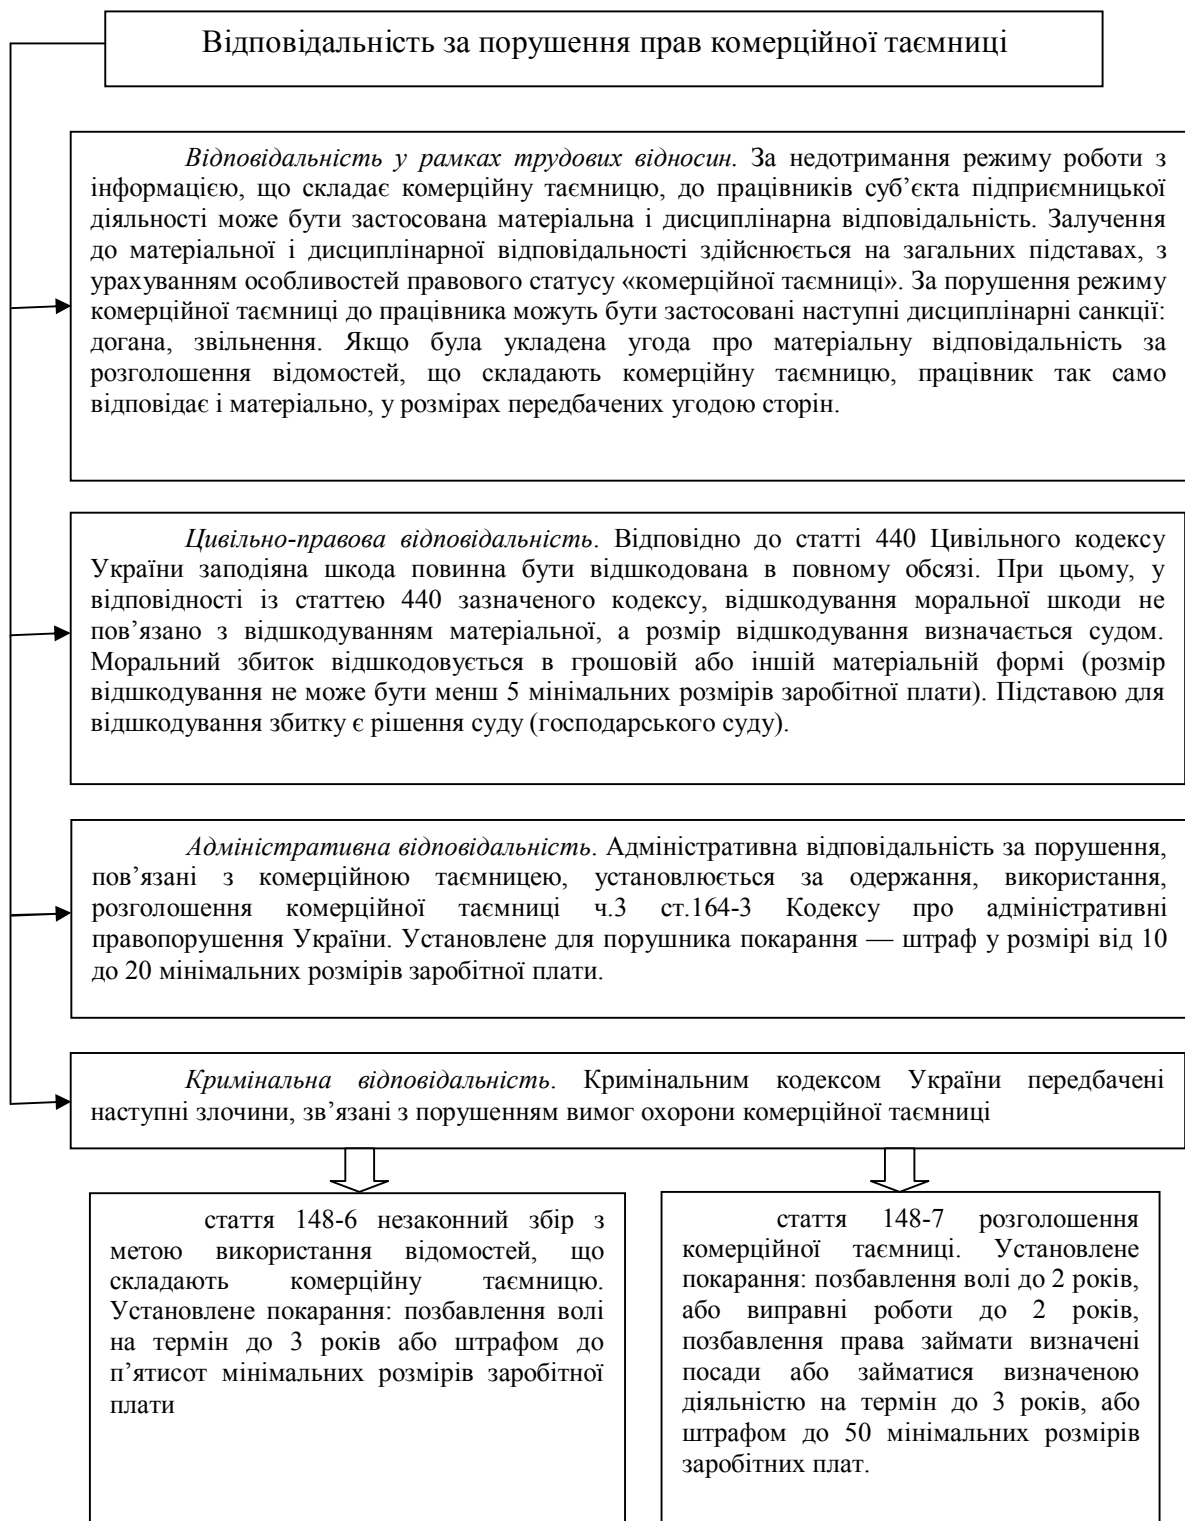 Відповідальність за порушення прав комерційної таємниці
Відповідальність у рамках трудових відносин. За недотримання режиму роботи з
інформацією, що складає комерційну таємницю, до працівників суб’єкта підприємницької
діяльності може бути застосована матеріальна і дисциплінарна відповідальність. Залучення
до матеріальної і дисциплінарної відповідальності здійснюється на загальних підставах, з
урахуванням особливостей правового статусу «комерційної таємниці». За порушення режиму
комерційної таємниці до працівника можуть бути застосовані наступні дисциплінарні санкції:
догана, звільнення. Якщо була укладена угода про матеріальну відповідальність за
розголошення відомостей, що складають комерційну таємницю, працівник так само
відповідає і матеріально, у розмірах передбачених угодою сторін.
Цивільно-правова відповідальність. Відповідно до статті 440 Цивільного кодексу
України заподіяна шкода повинна бути відшкодована в повному обсязі. При цьому, у
відповідності із статтею 440 зазначеного кодексу, відшкодування моральної шкоди не
пов’язано з відшкодуванням матеріальної, а розмір відшкодування визначається судом.
Моральний збиток відшкодовується в грошовій або іншій матеріальній формі (розмір
відшкодування не може бути менш 5 мінімальних розмірів заробітної плати). Підставою для
відшкодування збитку є рішення суду (господарського суду).
Адміністративна відповідальність. Адміністративна відповідальність за порушення,
пов’язані з комерційною таємницею, установлюється за одержання, використання,
розголошення комерційної таємниці ч.3 ст.164-3 Кодексу про адміністративні
правопорушення України. Установлене для порушника покарання — штраф у розмірі від 10
до 20 мінімальних розмірів заробітної плати.
Кримінальна відповідальність. Кримінальним кодексом України передбачені
наступні злочини, зв’язані з порушенням вимог охорони комерційної таємниці
стаття 148-6 незаконний збір з
метою використання відомостей, що
складають комерційну таємницю.
Установлене покарання: позбавлення волі
на термін до 3 років або штрафом до
п’ятисот мінімальних розмірів заробітної
плати
стаття 148-7 розголошення
комерційної таємниці. Установлене
покарання: позбавлення волі до 2 років,
або виправні роботи до 2 років,
позбавлення права займати визначені
посади або займатися визначеною
діяльністю на термін до 3 років, або
штрафом до 50 мінімальних розмірів
заробітних плат.